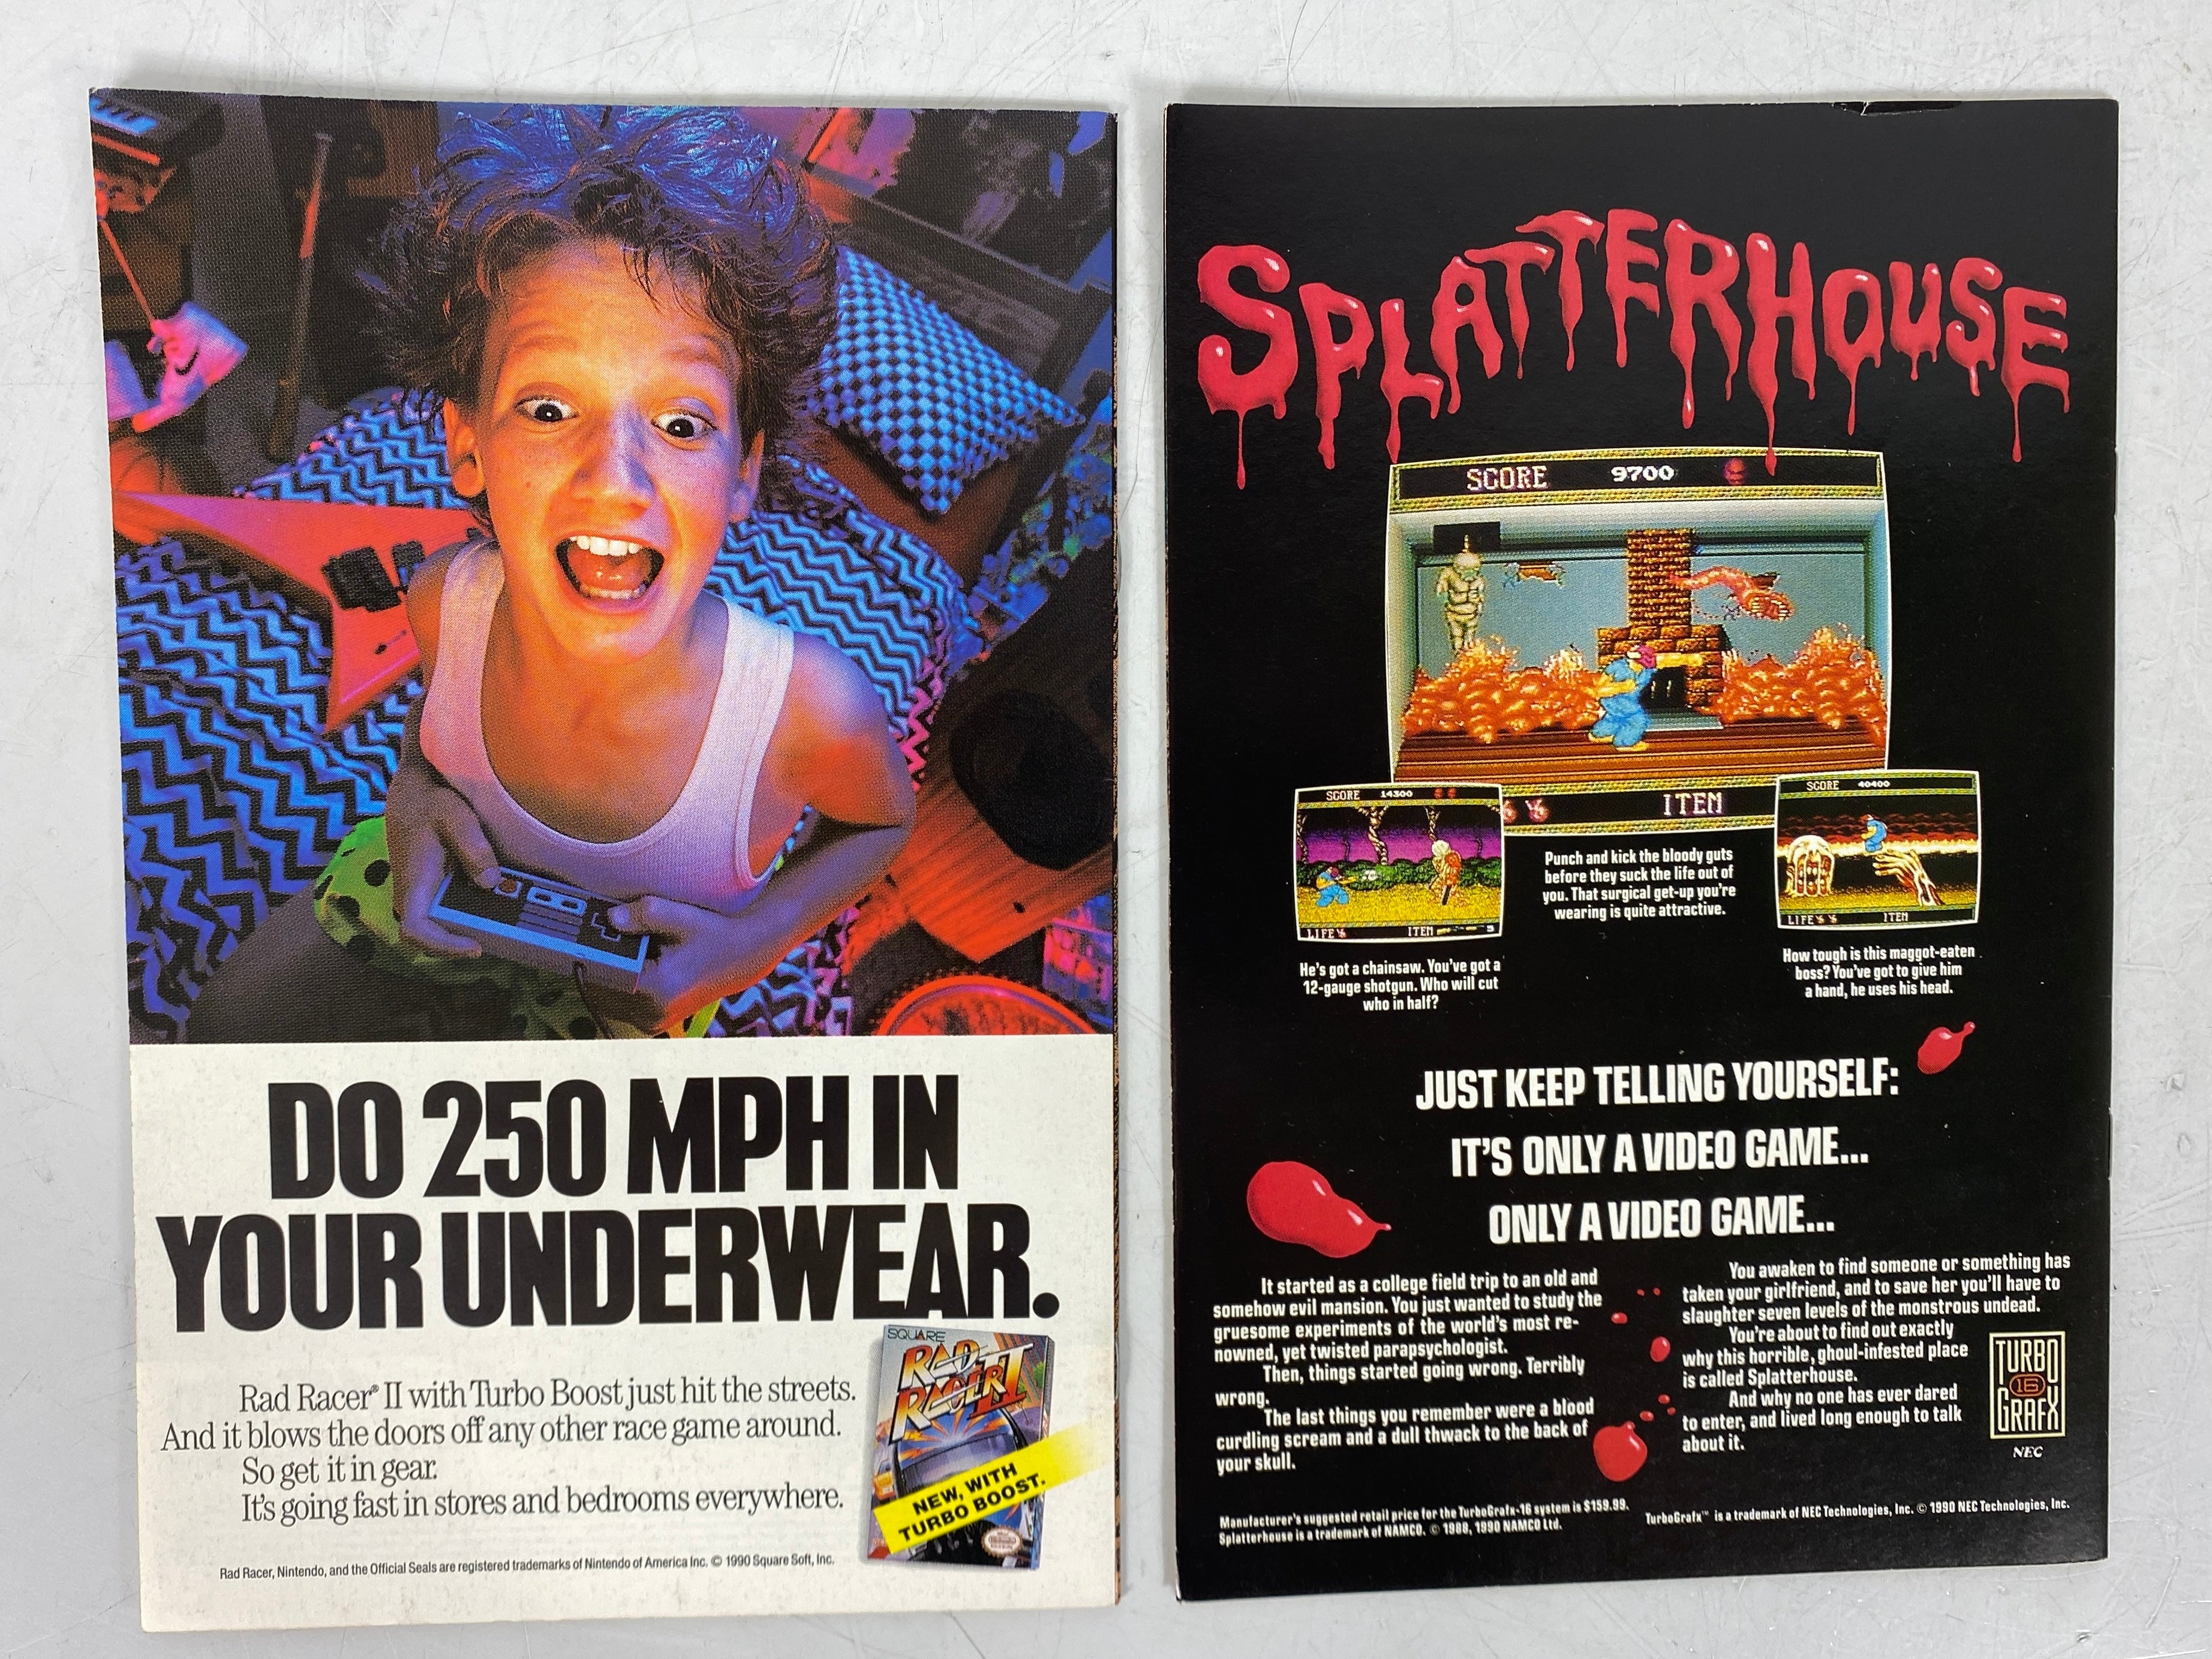 DO 250 MPH IN
YOUR UNDERWEAR.
SQUARE
RAD
RACER II
NEW, WITH
TURBO BOOST.
Rad Racer® II with Turbo Boost just hit the streets.
And it blows the doors off any other race game around.
So get it in gear.
It's going fast in stores and bedrooms everywhere.
Rad Racer, Nintendo, and the Official Seals are registered trademarks of Nintendo of America Inc. © 1990 Square Soft, Inc.
SPLATTERHOUSE
SCORE 9700
ITEM
SCORE 14300
LIFE ITEM 5
SCORE 40400
LIFE ITEM
Punch and kick the bloody guts
before they suck the life out of
you. That surgical get-up you're
wearing is quite attractive.
He's got a chainsaw. You've got a
12-gauge shotgun. Who will cut
who in half?
How tough is this maggot-eaten
boss? You've got to give him
a hand, he uses his head.
JUST KEEP TELLING YOURSELF:
IT'S ONLY A VIDEO GAME...
ONLY A VIDEO GAME...
It started as a college field trip to an old and
somehow evil mansion. You just wanted to study the
gruesome experiments of the world's most re-
nowned, yet twisted parapsychologist.
Then, things started going wrong. Terribly
wrong.
The last things you remember were a blood
curdling scream and a dull thwack to the back of
your skull.
You awaken to find someone or something has
taken your girlfriend, and to save her you'll have to
slaughter seven levels of the monstrous undead.
You're about to find out exactly
why this horrible, ghoul-infested place
is called Splatterhouse.
And why no one has ever dared
to enter, and lived long enough to talk
about it.
TURBO
16
GRAFX
NEC
Manufacturer's suggested retail price for the TurboGrafx-16 system is $159.99.
Splatterhouse is a trademark of NAMCO. © 1988, 1990 NAMCO Ltd.
TurboGrafx™ is a trademark of NEC Technologies, Inc. © 1990 NEC Technologies, Inc.